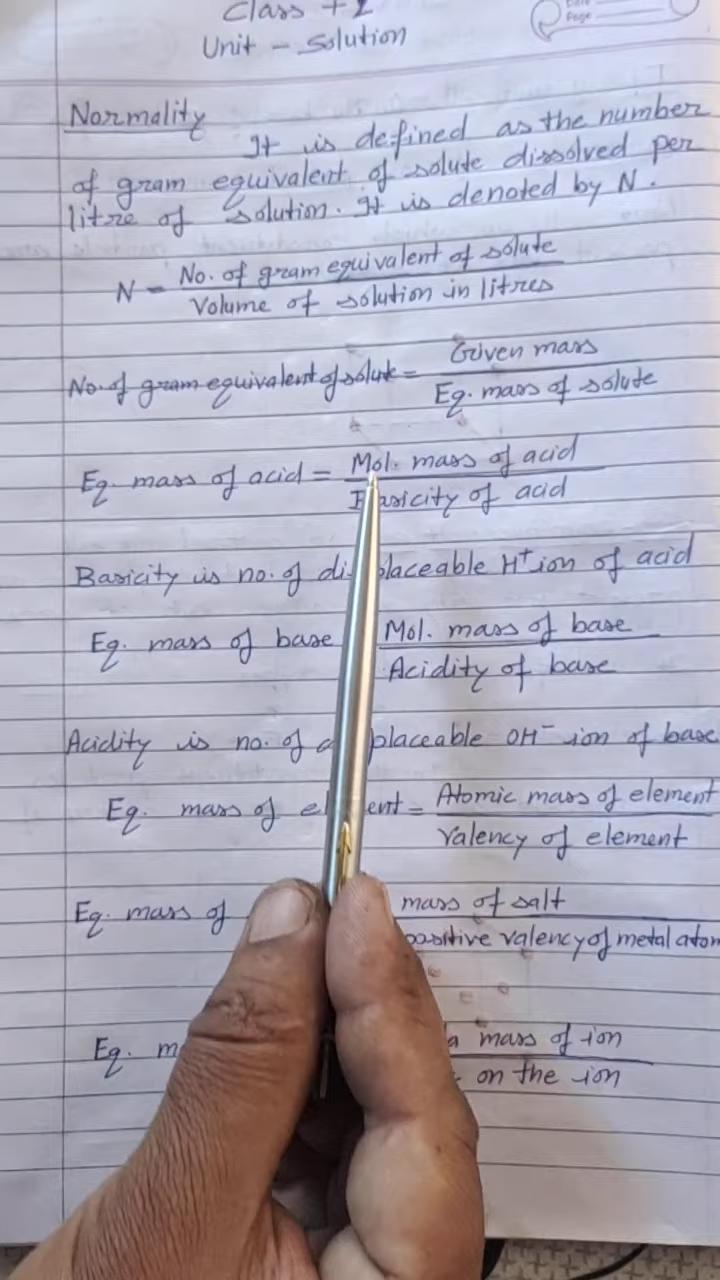 Class +2
Date
Page
Unit - Solution
Normality
It is defined as the number
of gram equivalent of solute dissolved per
litre of solution. It is denoted by N.
N = No. of gram equivalent of solute
Volume of solution in litres
No. of gram equivalent of solute = Given mass
Eq. mass of solute
Eq. mass of acid = Mol. mass of acid
Basicity of acid
Basicity is no. of displaceable H⁺ ion of acid
Eq. mass of base Mol. mass of base
Acidity of base
Acidity is no. of placeable OH⁻ ion of base
Eq. mass of element = Atomic mass of element
Valency of element
Eq. mass of mass of salt
positive valency of metal atom
Eq. mass of ion
on the ion